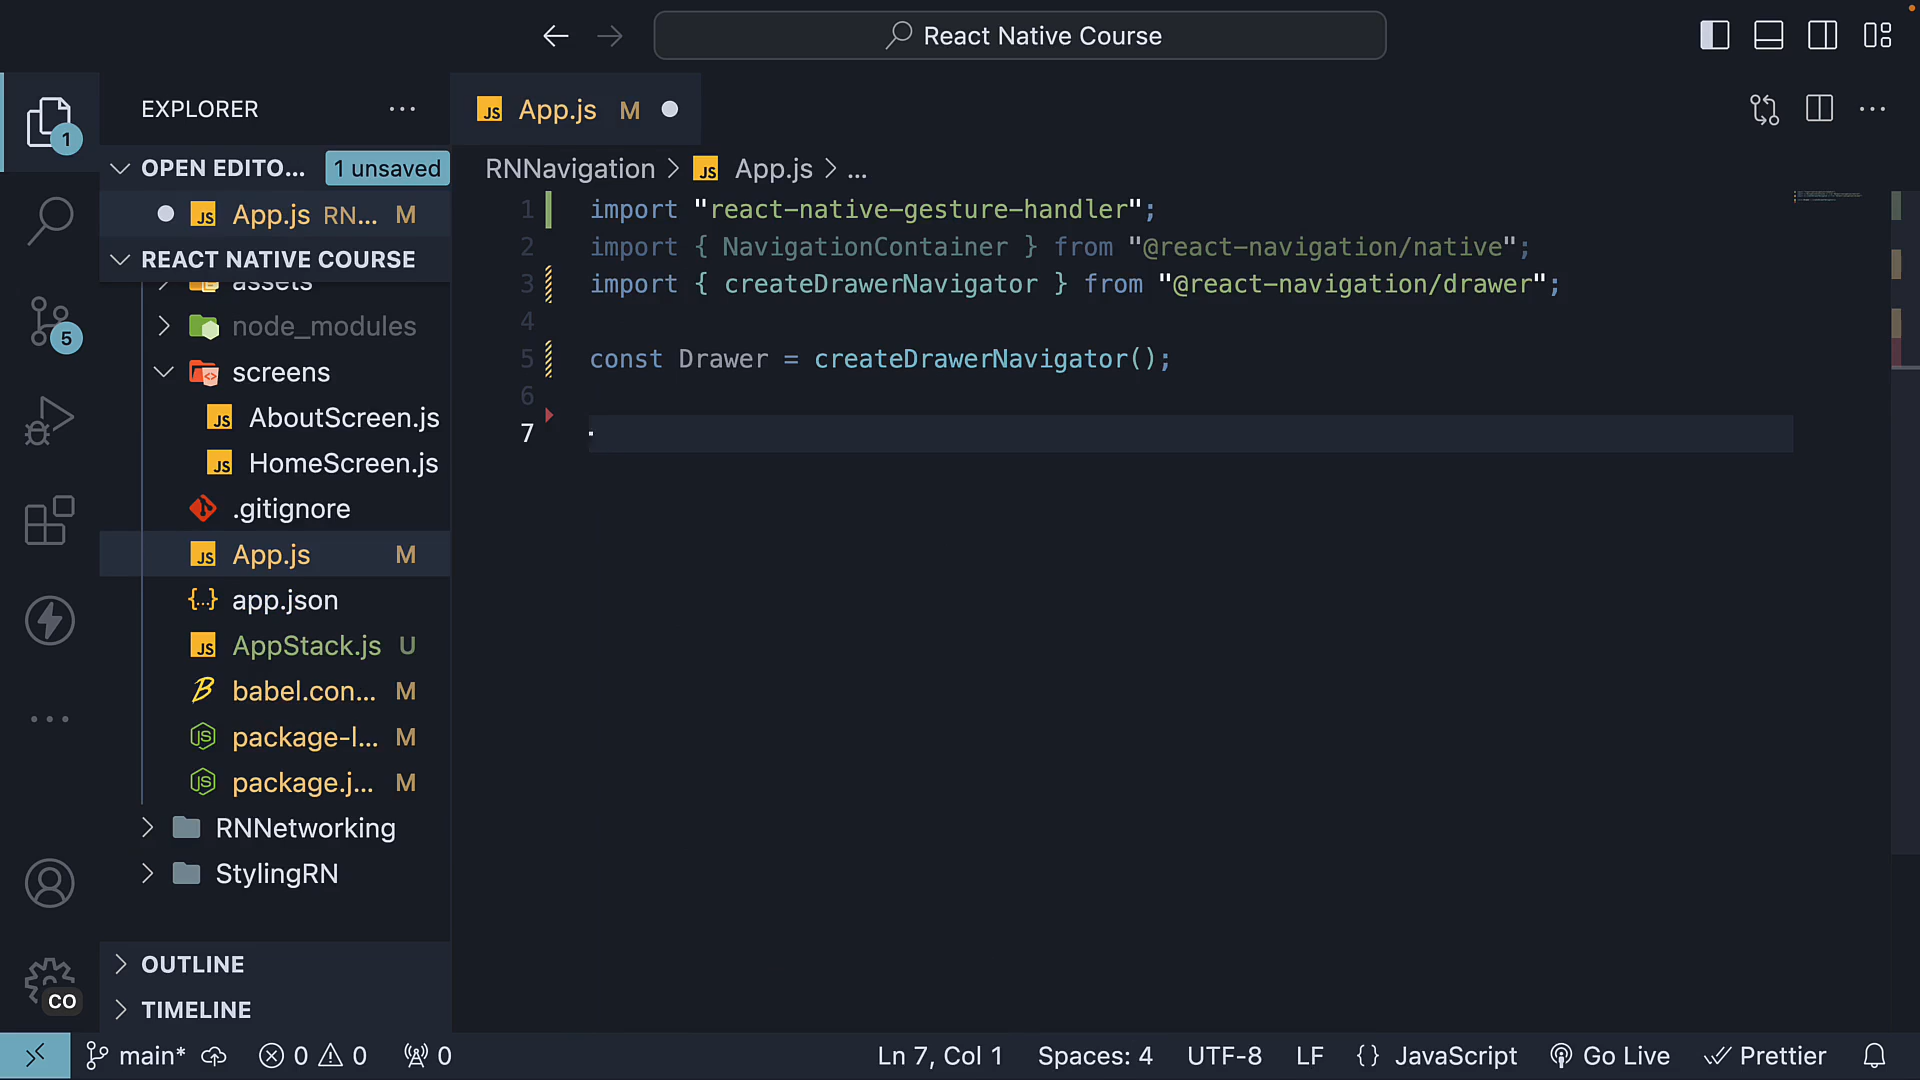 React Native Course
EXPLORER
App.js M
OPEN EDITO... 1 unsaved
App.js RN... M
REACT NATIVE COURSE
assets
node_modules
screens
AboutScreen.js
HomeScreen.js
.gitignore
App.js M
app.json
AppStack.js U
babel.con... M
package-l... M
package.j... M
RNNetworking
StylingRN
OUTLINE
TIMELINE
1
5
CO
RNNavigation > App.js > ...
1 import "react-native-gesture-handler";
2 import { NavigationContainer } from "@react-navigation/native";
3 import { createDrawerNavigator } from "@react-navigation/drawer";
4
5 const Drawer = createDrawerNavigator();
6
7
main* 0 0 0 Ln 7, Col 1 Spaces: 4 UTF-8 LF {} JavaScript Go Live Prettier